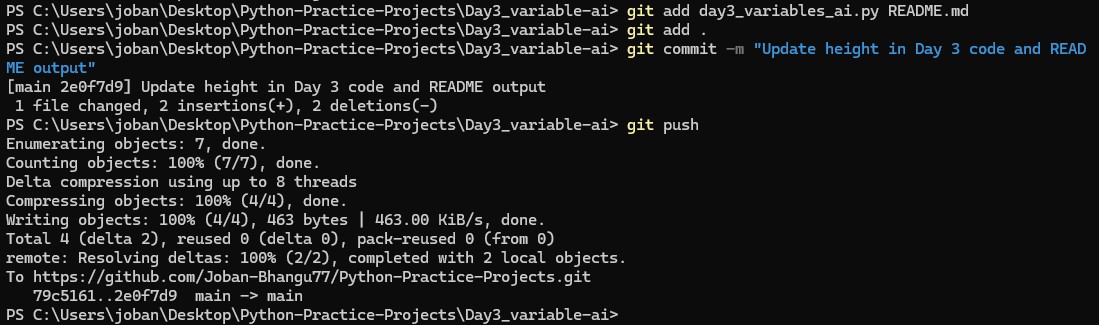 PS C:\Users\joban\Desktop\Python-Practice-Projects\Day3_variable-ai> git add day3_variables_ai.py README.md
PS C:\Users\joban\Desktop\Python-Practice-Projects\Day3_variable-ai> git add .
PS C:\Users\joban\Desktop\Python-Practice-Projects\Day3_variable-ai> git commit -m "Update height in Day 3 code and READ
ME output"
[main 2e0f7d9] Update height in Day 3 code and README output
 1 file changed, 2 insertions(+), 2 deletions(-)
PS C:\Users\joban\Desktop\Python-Practice-Projects\Day3_variable-ai> git push
Enumerating objects: 7, done.
Counting objects: 100% (7/7), done.
Delta compression using up to 8 threads
Compressing objects: 100% (4/4), done.
Writing objects: 100% (4/4), 463 bytes | 463.00 KiB/s, done.
Total 4 (delta 2), reused 0 (delta 0), pack-reused 0 (from 0)
remote: Resolving deltas: 100% (2/2), completed with 2 local objects.
To https://github.com/Joban-Bhangu77/Python-Practice-Projects.git
   79c5161..2e0f7d9  main -> main
PS C:\Users\joban\Desktop\Python-Practice-Projects\Day3_variable-ai>